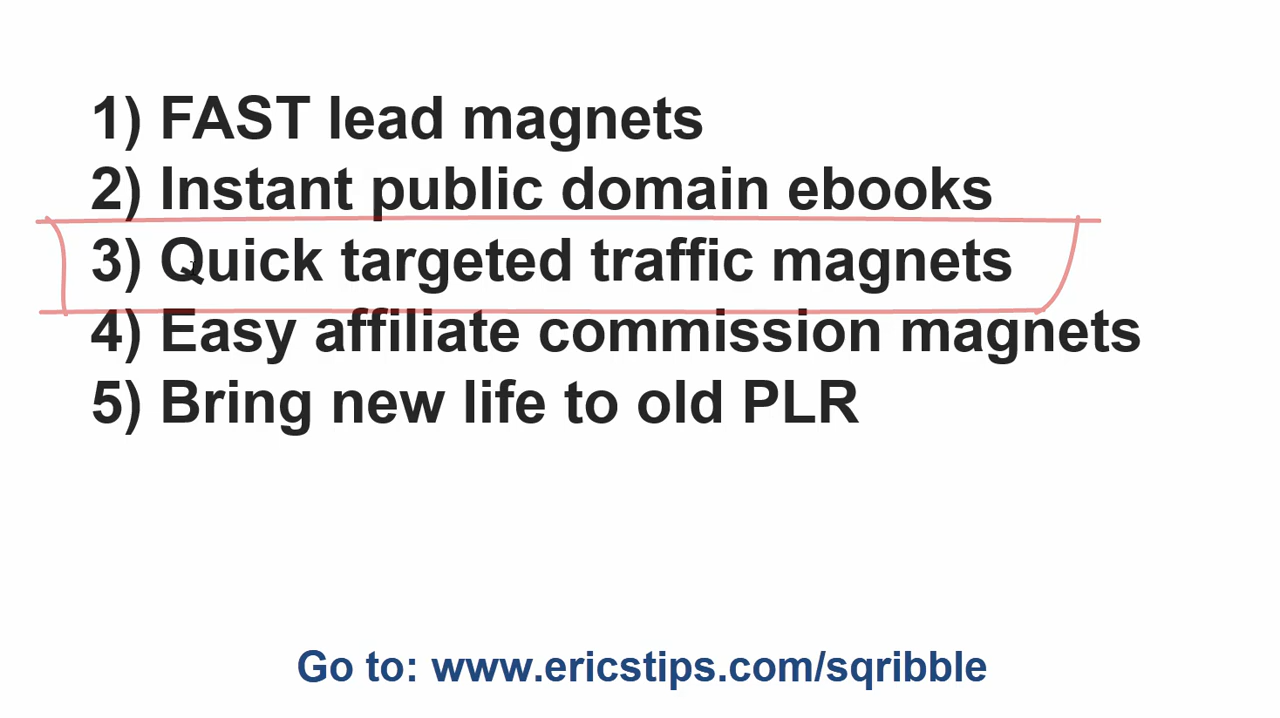 1) FAST lead magnets
2) Instant public domain ebooks
3) Quick targeted traffic magnets
4) Easy affiliate commission magnets
5) Bring new life to old PLR
Go to: www.ericstips.com/sqribble